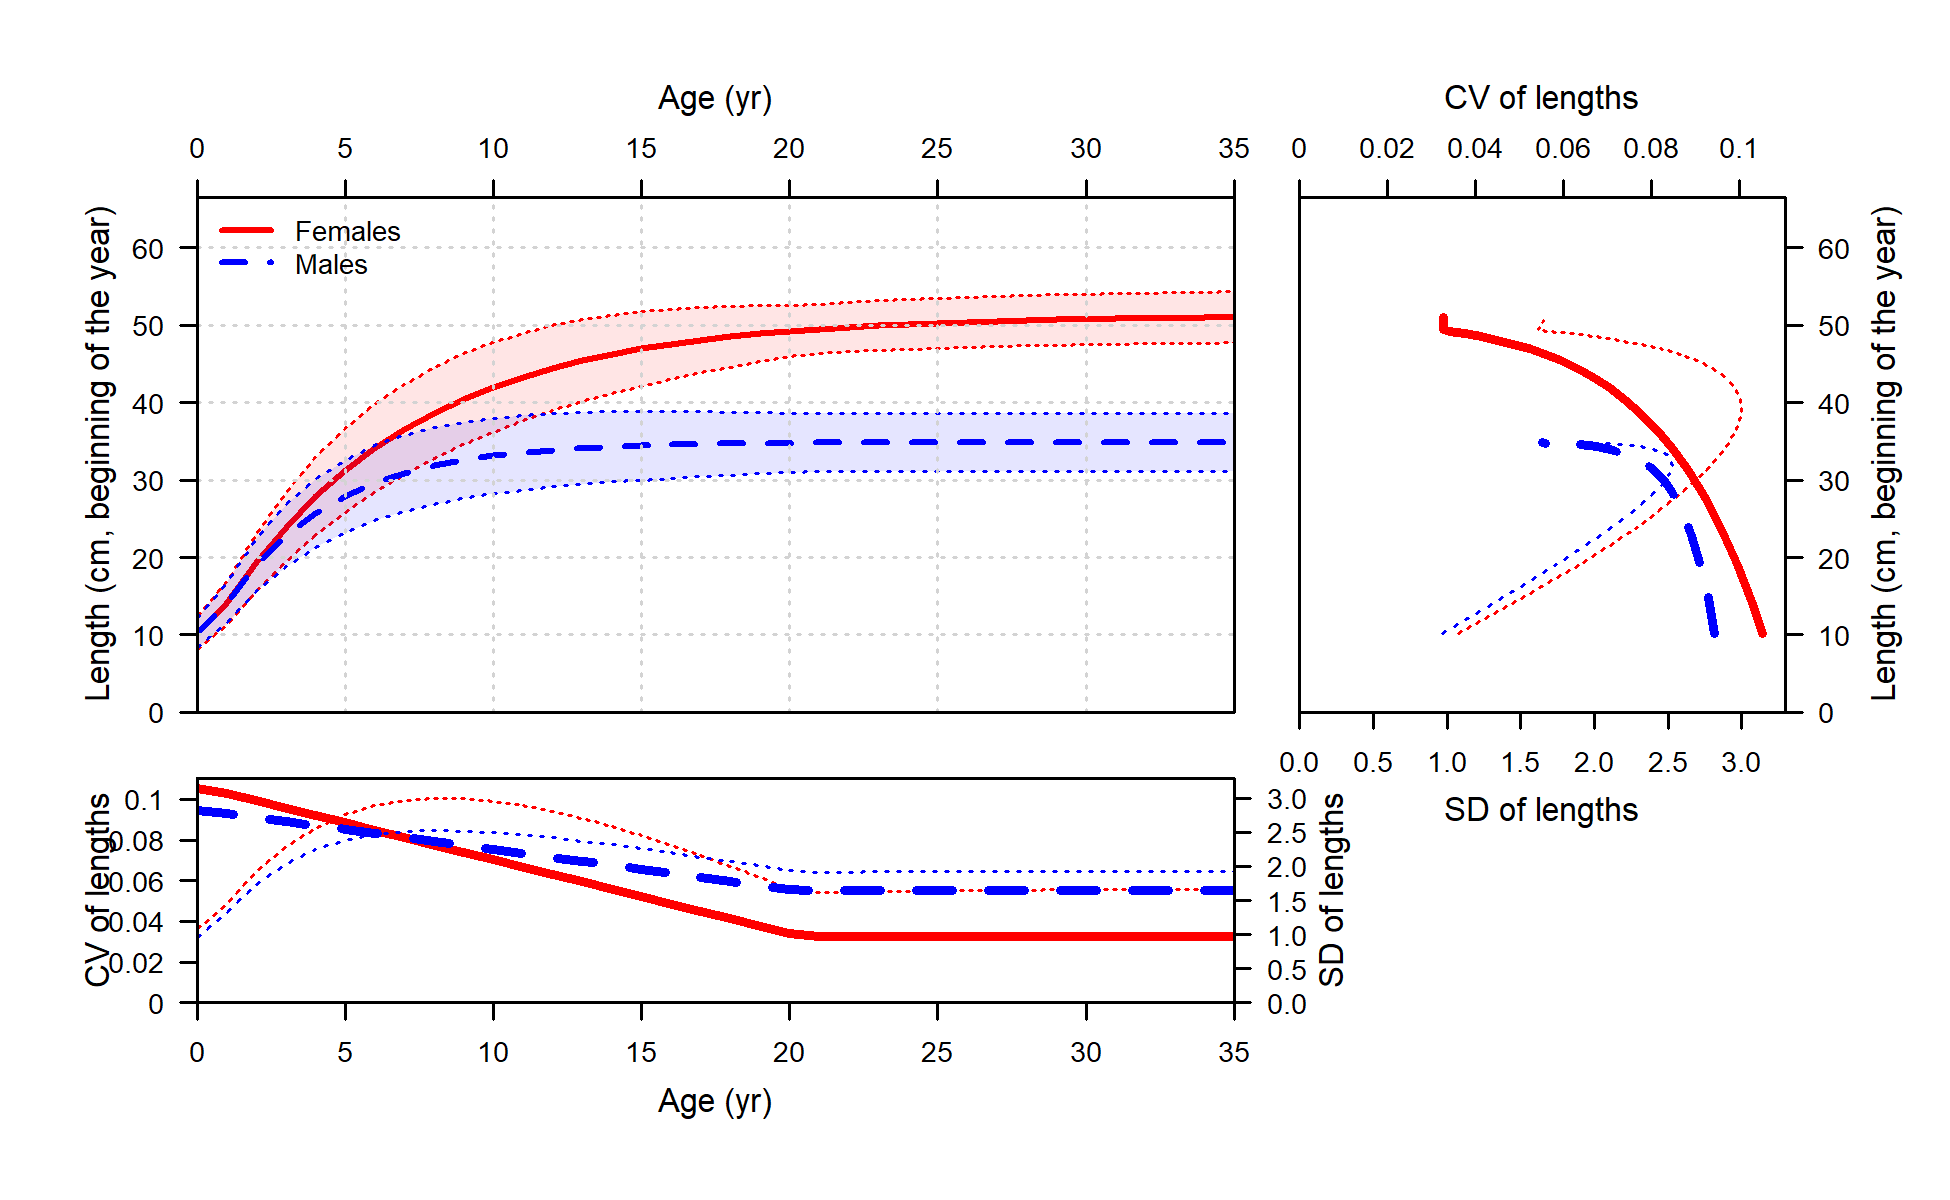 Age (yr)
CV of lengths
0 5 10 15 20 25 30 35
0 0.02 0.04 0.06 0.08 0.1
Length (cm, beginning of the year)
60
50
40
30
20
10
0
Females
Males
60
50
40
30
20
10
0
Length (cm, beginning of the year)
0.0 0.5 1.0 1.5 2.0 2.5 3.0
SD of lengths
CV of lengths
0.1
0.08
0.06
0.04
0.02
0
3.0
2.5
2.0
1.5
1.0
0.5
0.0
SD of lengths
0 5 10 15 20 25 30 35
Age (yr)